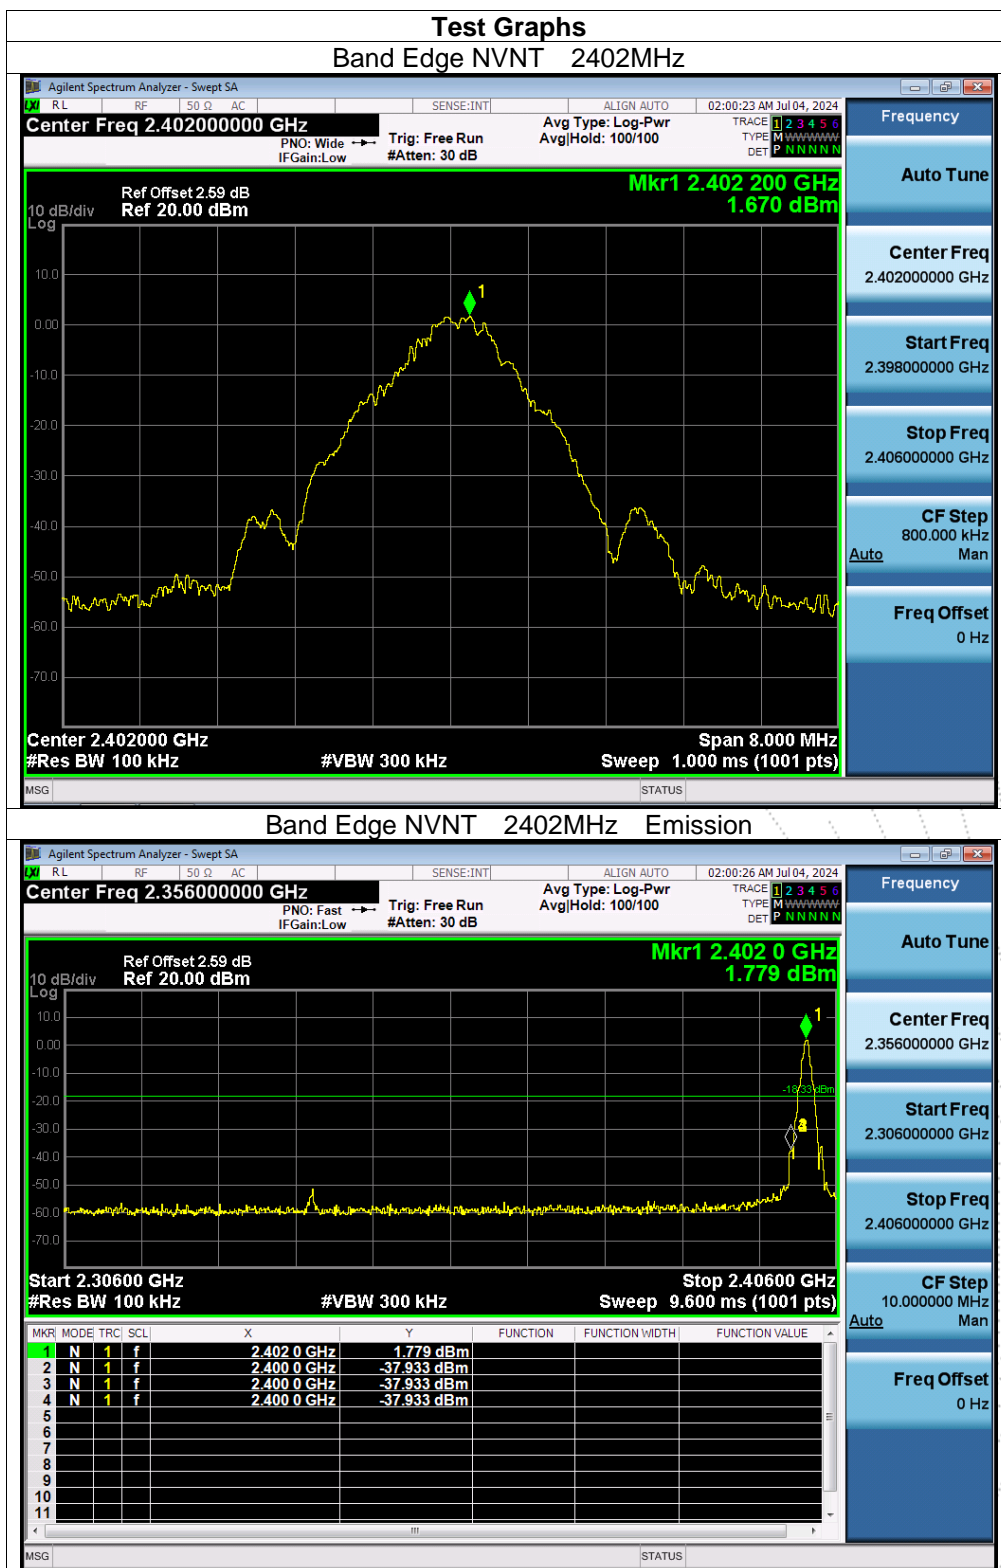 Test Graphs
Band Edge NVNT 2402MHz
Agilent Spectrum Analyzer - Swept SA
LXI RL RF 50 Ω AC SENSE:INT ALIGN AUTO 02:00:23 AM Jul 04, 2024
Center Freq 2.402000000 GHz
PNO: Wide
IFGain:Low
Trig: Free Run
#Atten: 30 dB
Avg Type: Log-Pwr
Avg|Hold: 100/100
TRACE 1 2 3 4 5 6
TYPE M WWWWW
DET P N N N N N
Mkr1 2.402 200 GHz
1.670 dBm
Ref Offset 2.59 dB
10 dB/div Ref 20.00 dBm
Log
10.0
0.00
-10.0
-20.0
-30.0
-40.0
-50.0
-60.0
-70.0
1
Center 2.402000 GHz Span 8.000 MHz
#Res BW 100 kHz #VBW 300 kHz Sweep 1.000 ms (1001 pts)
MSG STATUS
Frequency
Auto Tune
Center Freq
2.402000000 GHz
Start Freq
2.398000000 GHz
Stop Freq
2.406000000 GHz
CF Step
800.000 kHz
Auto Man
Freq Offset
0 Hz
Band Edge NVNT 2402MHz Emission
Agilent Spectrum Analyzer - Swept SA
LXI RL RF 50 Ω AC SENSE:INT ALIGN AUTO 02:00:26 AM Jul 04, 2024
Center Freq 2.356000000 GHz
PNO: Fast
IFGain:Low
Trig: Free Run
#Atten: 30 dB
Avg Type: Log-Pwr
Avg|Hold: 100/100
TRACE 1 2 3 4 5 6
TYPE M WWWWW
DET P N N N N N
Mkr1 2.402 0 GHz
1.779 dBm
Ref Offset 2.59 dB
10 dB/div Ref 20.00 dBm
Log
10.0
0.00
-10.0
-20.0
-30.0
-40.0
-50.0
-60.0
-70.0
1
-18.33 dBm
Start 2.30600 GHz Stop 2.40600 GHz
#Res BW 100 kHz #VBW 300 kHz Sweep 9.600 ms (1001 pts)
MKR MODE TRC SCL X Y FUNCTION FUNCTION WIDTH FUNCTION VALUE
1 N 1 f 2.402 0 GHz 1.779 dBm
2 N 1 f 2.400 0 GHz -37.933 dBm
3 N 1 f 2.400 0 GHz -37.933 dBm
4 N 1 f 2.400 0 GHz -37.933 dBm
5
6
7
8
9
10
11
MSG STATUS
Frequency
Auto Tune
Center Freq
2.356000000 GHz
Start Freq
2.306000000 GHz
Stop Freq
2.406000000 GHz
CF Step
10.000000 MHz
Auto Man
Freq Offset
0 Hz